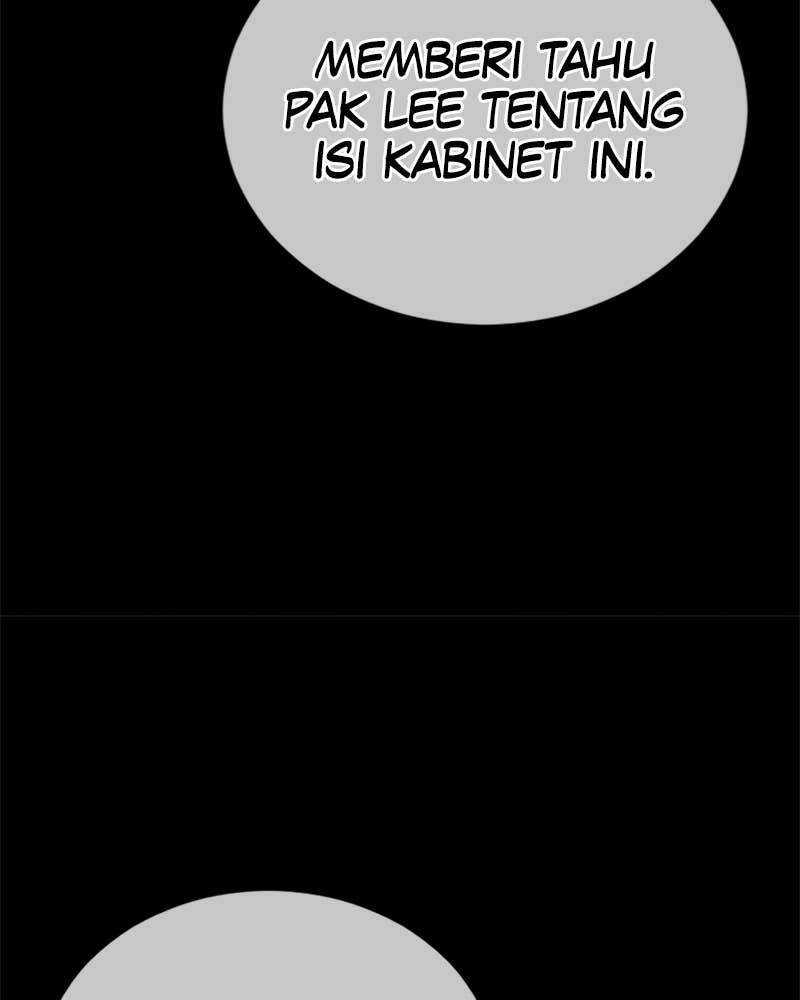 MEMBERI TAHU
PAK LEE TENTANG
ISI KABINET INI.